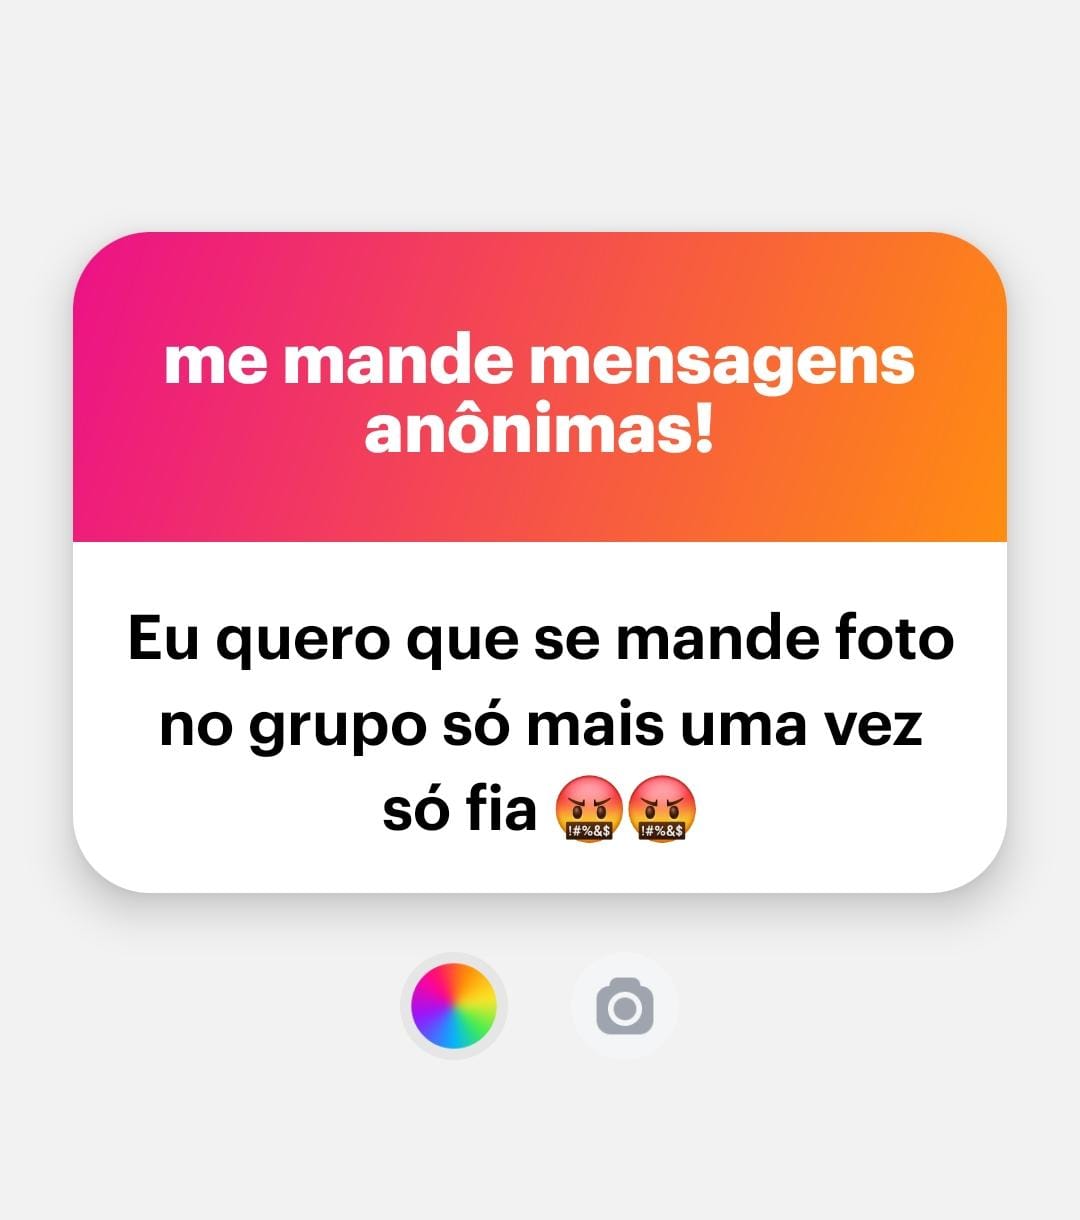 me mande mensagens
anônimas!
Eu quero que se mande foto
no grupo só mais uma vez
só fia 🤬🤬